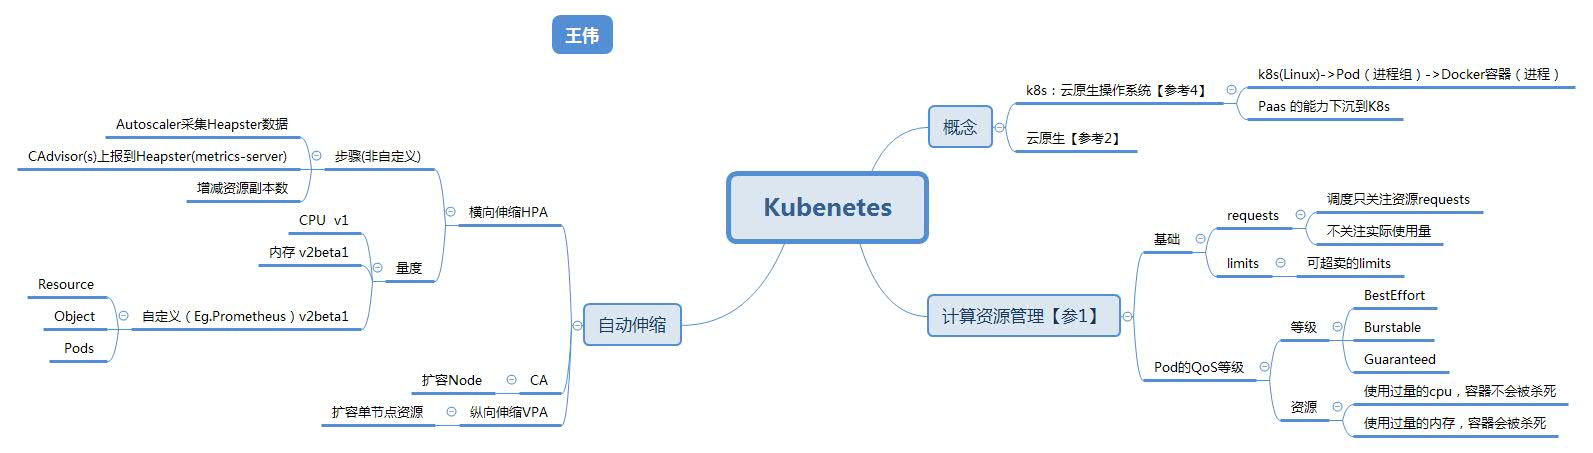 王伟
Kubenetes
概念
k8s：云原生操作系统【参考4】
k8s(Linux)->Pod（进程组）->Docker容器（进程）
Paas 的能力下沉到K8s
云原生【参考2】
计算资源管理【参1】
基础
requests
调度只关注资源requests
不关注实际使用量
limits
可超卖的limits
Pod的QoS等级
等级
BestEffort
Burstable
Guaranteed
资源
使用过量的cpu，容器不会被杀死
使用过量的内存，容器会被杀死
自动伸缩
横向伸缩HPA
步骤(非自定义)
Autoscaler采集Heapster数据
CAdvisor(s)上报到Heapster(metrics-server)
增减资源副本数
量度
CPU  v1
内存 v2beta1
自定义（Eg.Prometheus）v2beta1
Resource
Object
Pods
CA
扩容Node
纵向伸缩VPA
扩容单节点资源